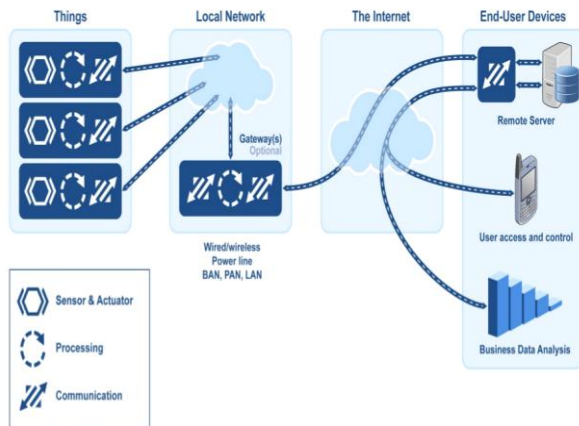 Things
Local Network
The Internet
End-User Devices
Gateway(s)
Optional
Wired/wireless
Power line
BAN, PAN, LAN
Remote Server
User access and control
Business Data Analysis
Sensor & Actuator
Processing
Communication